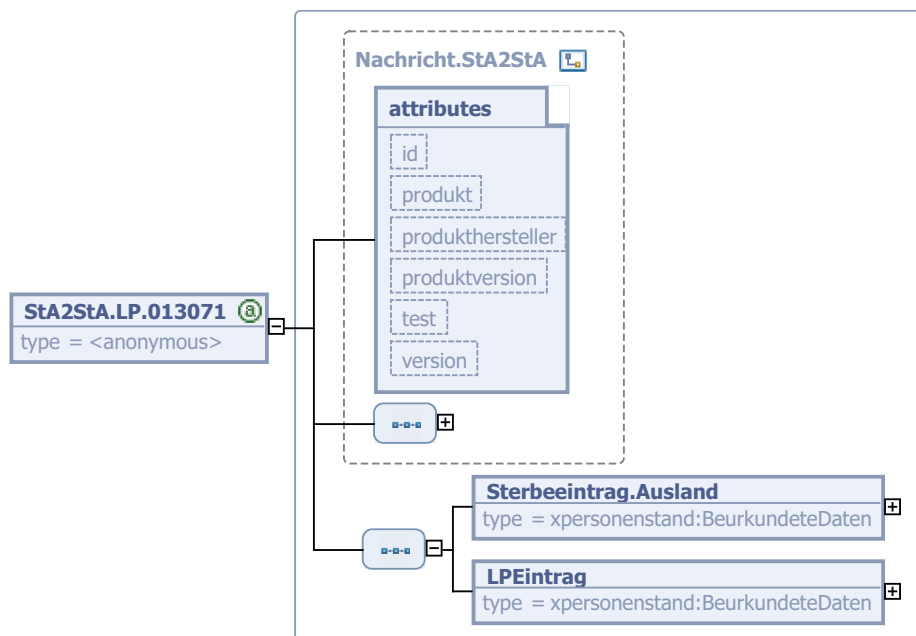 Nachricht.StA2StA
attributes
id
produkt
produkthersteller
produktversion
test
version
StA2StA.LP.013071 @
type = <anonymous>
Sterbeeintrag.Ausland
type = xpersonenstand:BeurkundeteDaten
LPEintrag
type = xpersonenstand:BeurkundeteDaten